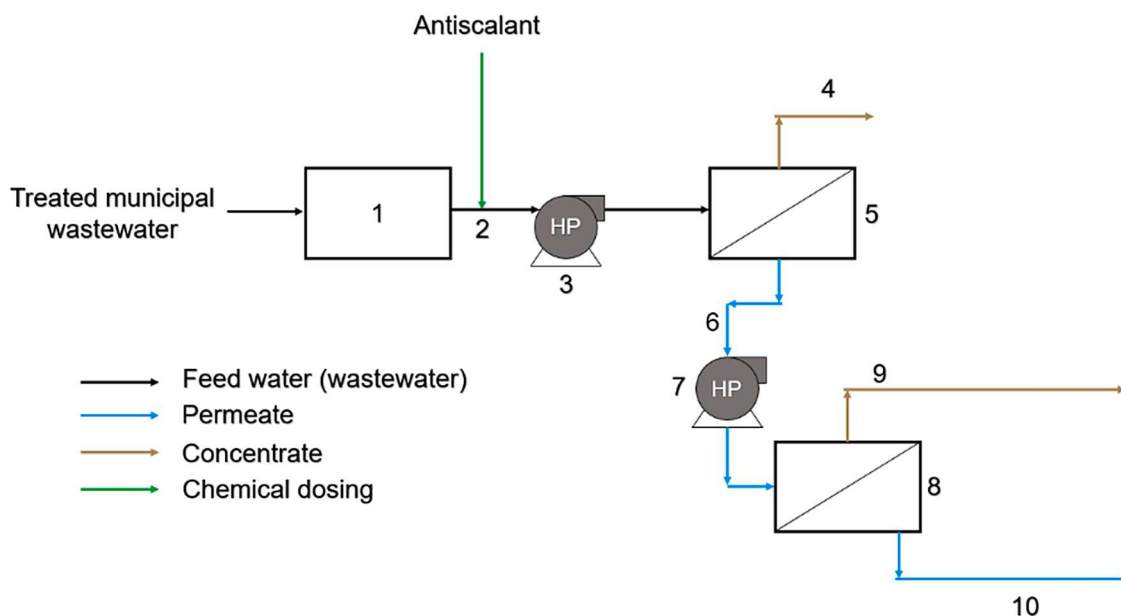 Antiscalant
4
Treated municipal
wastewater
1
2
HP
3
5
6
7
HP
Feed water (wastewater)
Permeate
Concentrate
Chemical dosing
9
8
10